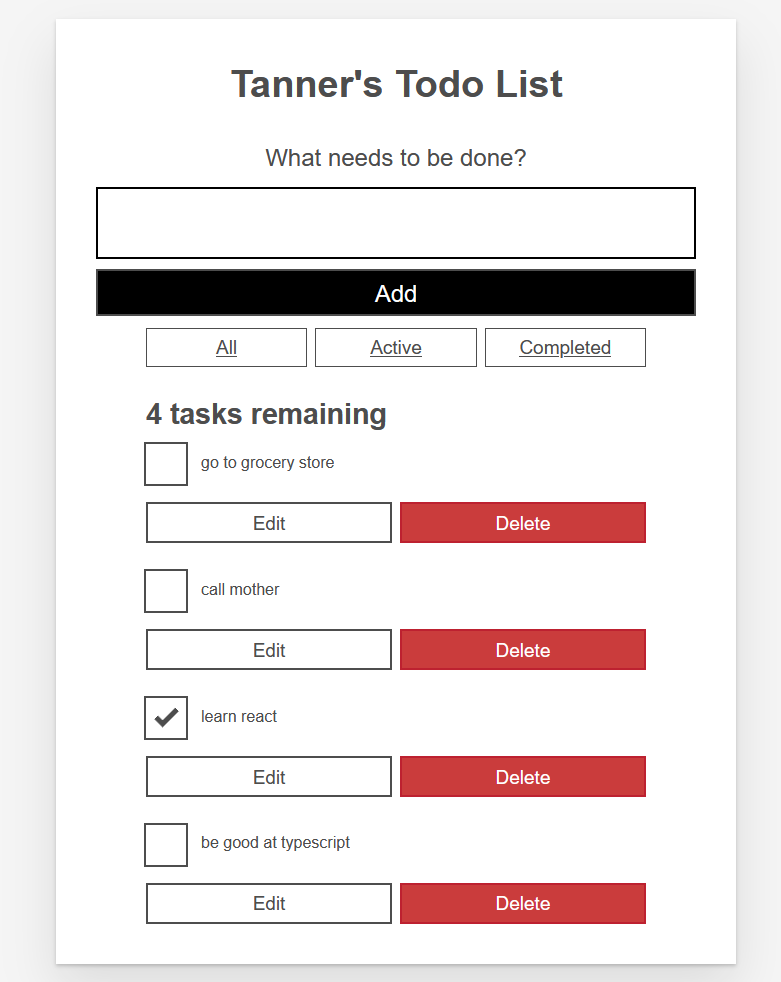 Tanner's Todo List
What needs to be done?
Add
All Active Completed
4 tasks remaining
go to grocery store
Edit Delete
call mother
Edit Delete
learn react
Edit Delete
be good at typescript
Edit Delete